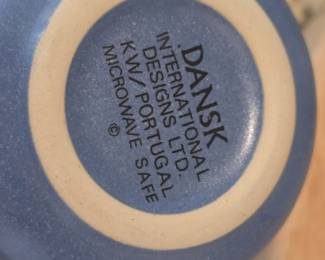 DANSK
INTERNATIONAL
DESIGNS LTD.
KW/PORTUGAL
MICROWAVE SAFE
©